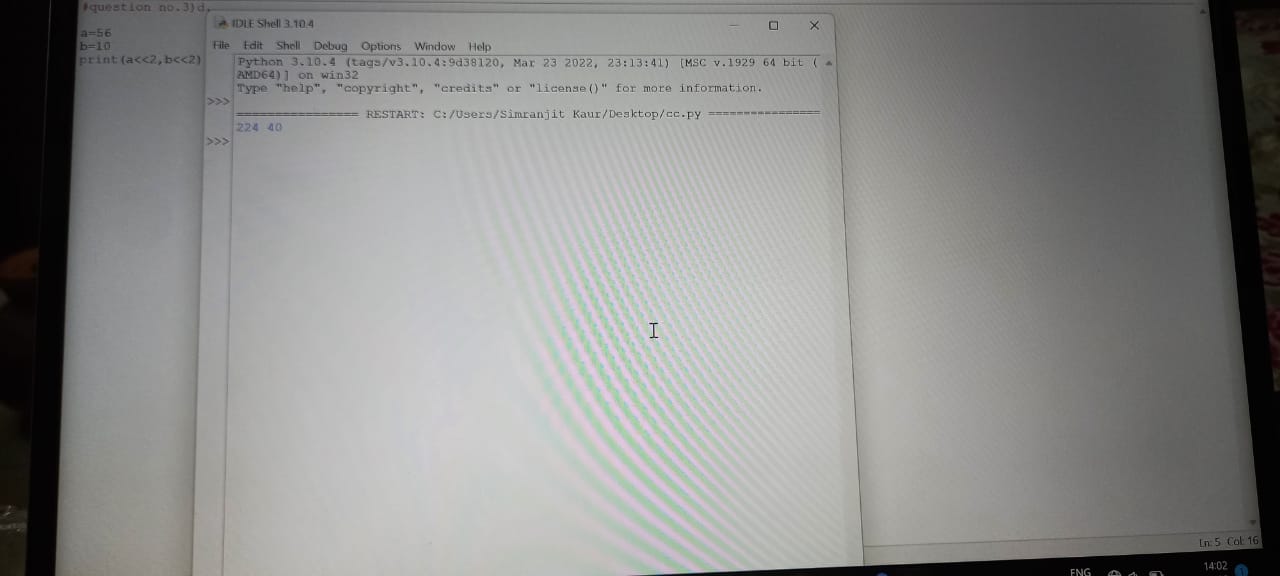 #question no.3)d.
a=56
b=10
print(a<<2,b<<2)
IDLE Shell 3.10.4
File Edit Shell Debug Options Window Help
Python 3.10.4 (tags/v3.10.4:9d38120, Mar 23 2022, 23:13:41) [MSC v.1929 64 bit (
AMD64)] on win32
Type "help", "copyright", "credits" or "license()" for more information.
>>>
================ RESTART: C:/Users/Simranjit Kaur/Desktop/cc.py ================
224 40
>>>
Ln: 5 Col: 16
ENG
14:02
1